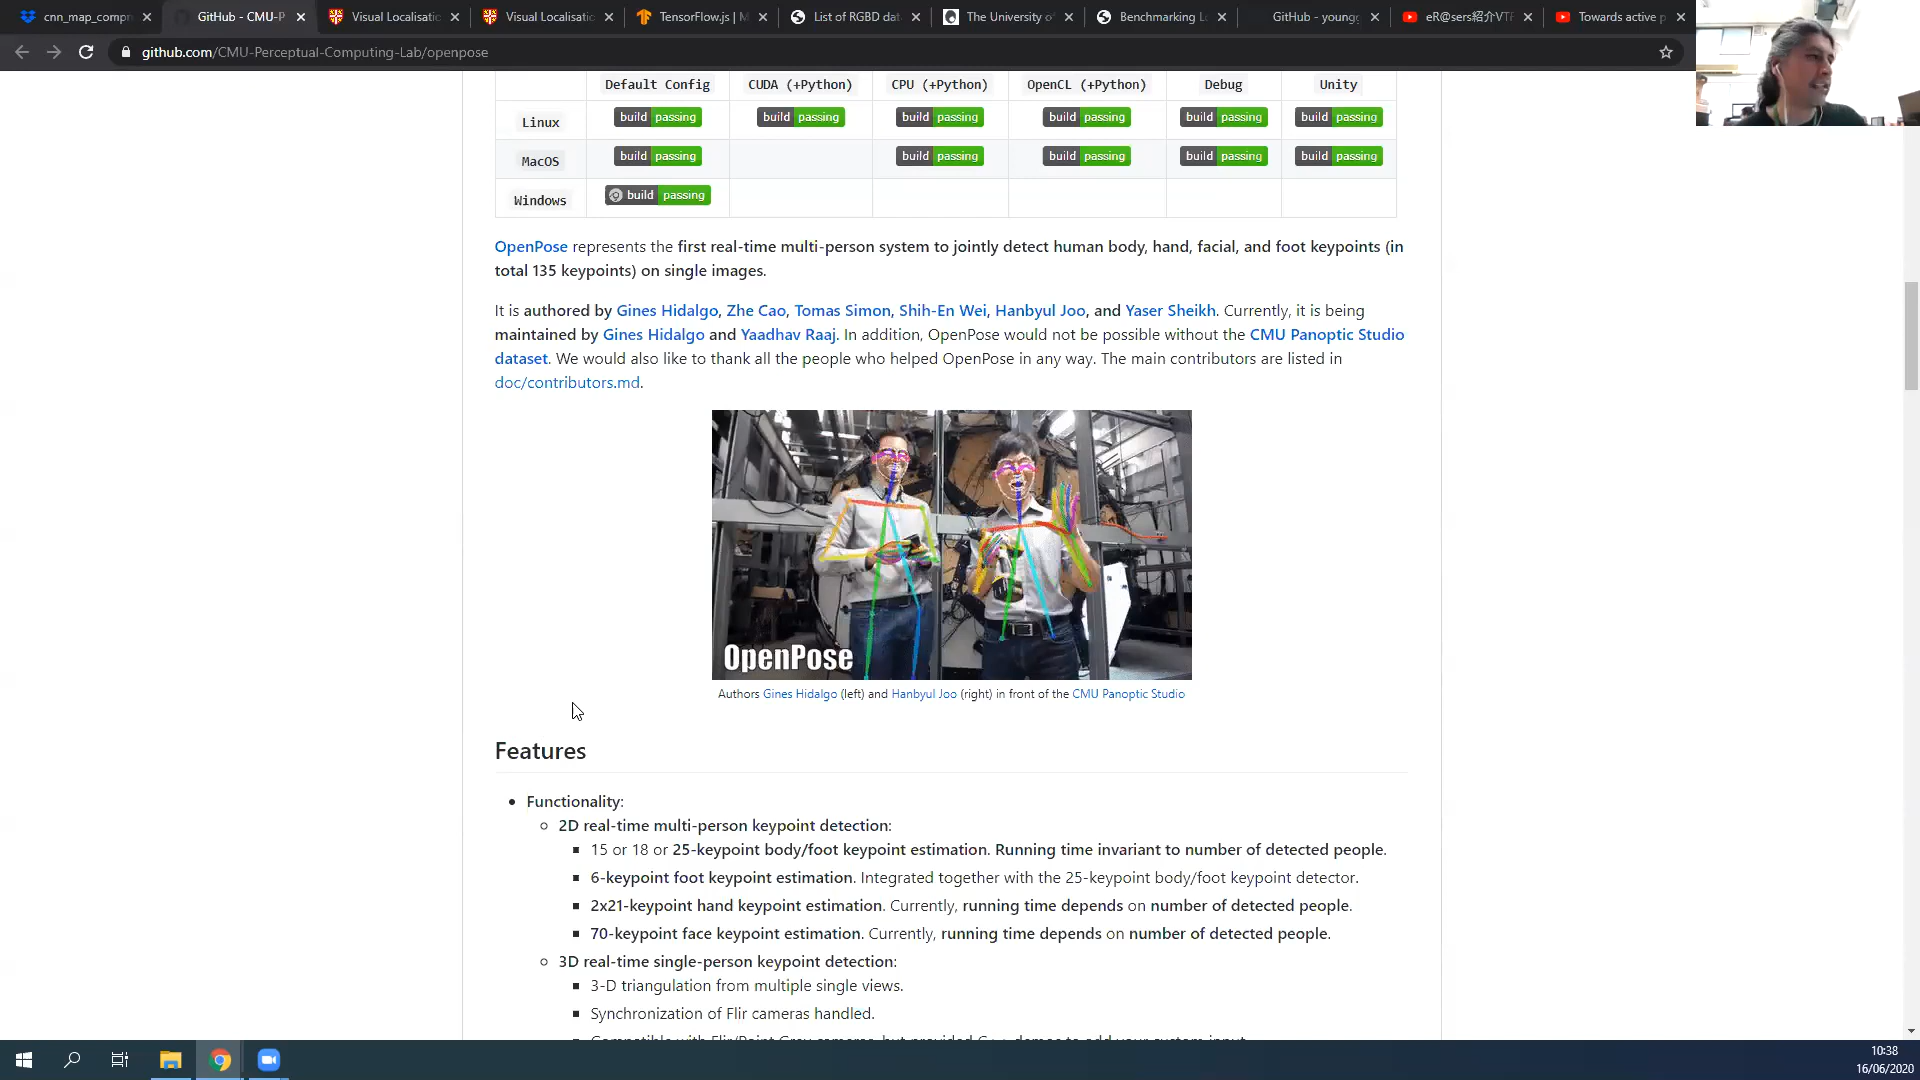 cnn_map_compr
GitHub - CMU-P
Visual Localisatio
Visual Localisatio
TensorFlow.js | M
List of RGBD dat
The University o
Benchmarking L
GitHub - youngg
eR@sers紹介VTF
Towards active p
github.com/CMU-Perceptual-Computing-Lab/openpose
Default Config CUDA (+Python) CPU (+Python) OpenCL (+Python) Debug Unity
Linux build passing build passing build passing build passing build passing build passing
MacOS build passing build passing build passing build passing build passing
Windows build passing
OpenPose represents the first real-time multi-person system to jointly detect human body, hand, facial, and foot keypoints (in
total 135 keypoints) on single images.
It is authored by Gines Hidalgo, Zhe Cao, Tomas Simon, Shih-En Wei, Hanbyul Joo, and Yaser Sheikh. Currently, it is being
maintained by Gines Hidalgo and Yaadhav Raaj. In addition, OpenPose would not be possible without the CMU Panoptic Studio
dataset. We would also like to thank all the people who helped OpenPose in any way. The main contributors are listed in
doc/contributors.md.
OpenPose
Authors Gines Hidalgo (left) and Hanbyul Joo (right) in front of the CMU Panoptic Studio
Features
Functionality:
2D real-time multi-person keypoint detection:
15 or 18 or 25-keypoint body/foot keypoint estimation. Running time invariant to number of detected people.
6-keypoint foot keypoint estimation. Integrated together with the 25-keypoint body/foot keypoint detector.
2x21-keypoint hand keypoint estimation. Currently, running time depends on number of detected people.
70-keypoint face keypoint estimation. Currently, running time depends on number of detected people.
3D real-time single-person keypoint detection:
3-D triangulation from multiple single views.
Synchronization of Flir cameras handled.
10:38
16/06/2020